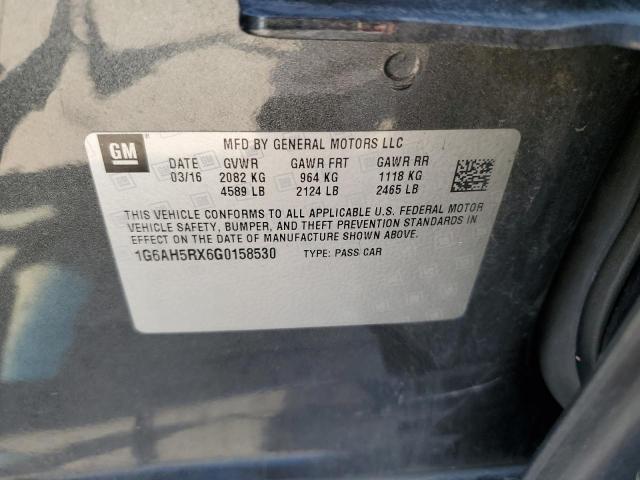 GM
MFD BY GENERAL MOTORS LLC
DATE GVWR GAWR FRT GAWR RR
03/16 2082 KG 964 KG 1118 KG
4589 LB 2124 LB 2465 LB
THIS VEHICLE CONFORMS TO ALL APPLICABLE U.S. FEDERAL MOTOR
VEHICLE SAFETY, BUMPER, AND THEFT PREVENTION STANDARDS IN
EFFECT ON THE DATE OF MANUFACTURE SHOWN ABOVE.
1G6AH5RX6G0158530 TYPE: PASS CAR